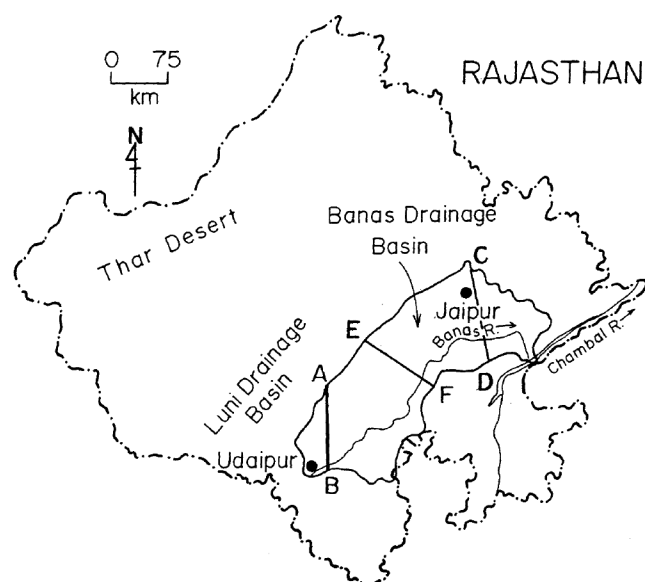 0 75
km
RAJASTHAN
N
Thar Desert
Banas Drainage
Basin
C
Jaipur
Banas R.
Chambal R.
E
Luni Drainage
Basin
A
F
D
Udaipur
B